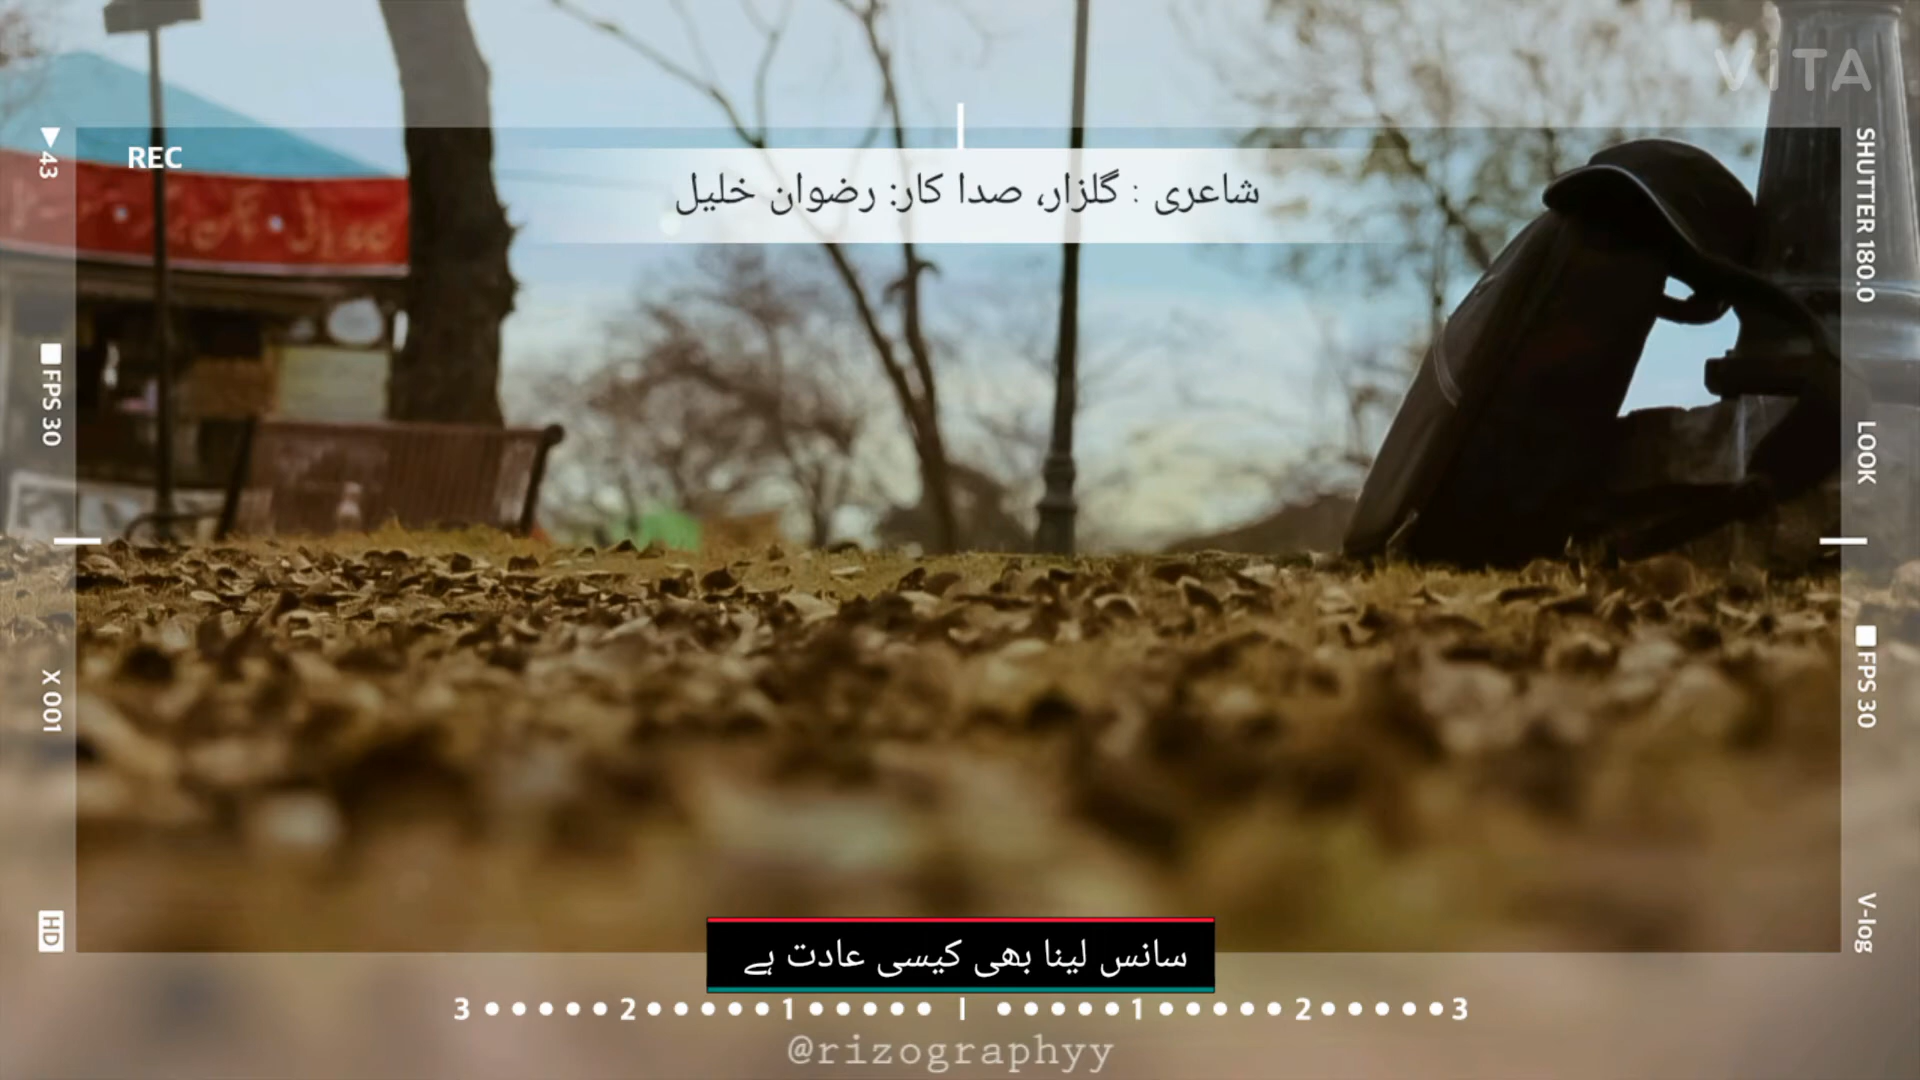 ViTA
43
REC
SHUTTER 180.0
شاعری : گلزار، صدا کار: رضوان خلیل
FPS 30
LOOK
X 001
FPS 30
HD
V-log
سانس لینا بھی کیسی عادت ہے
3 2 1 1 2 3
@rizographyy